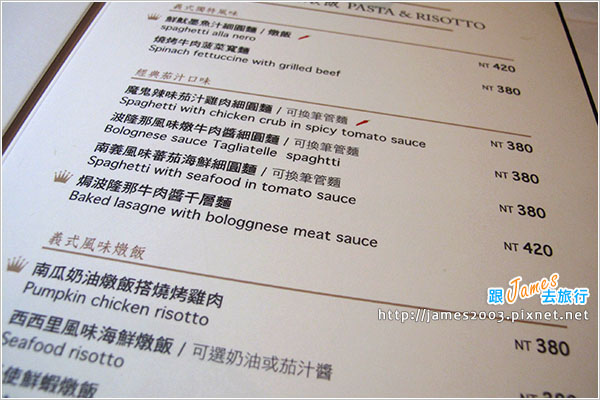 飯 PASTA & RISOTTO
義式獨特風味
鮮魷墨魚汁細圓麵 / 燉飯
spaghetti alla nero
NT 420
燒烤牛肉菠菜寬麵
Spinach fettuccine with grilled beef
NT 380
經典茄汁口味
魔鬼辣味茄汁雞肉細圓麵 / 可換筆管麵
Spaghetti with chicken crub in spicy tomato sauce
NT 380
波隆那風味燉牛肉醬細圓麵 / 可換筆管麵
Bolognese sauce Tagliatelle spaghtti
NT 380
南義風味蕃茄海鮮細圓麵 / 可換筆管麵
Spaghetti with seafood in tomato sauce
NT 380
焗波隆那牛肉醬千層麵
Baked lasagne with bologgnese meat sauce
NT 420
義式風味燉飯
南瓜奶油燉飯搭燒烤雞肉
Pumpkin chicken risotto
西西里風味海鮮燉飯 / 可選奶油或茄汁醬
Seafood risotto
NT 380
使鮮蝦燉飯
380
跟James去旅行
http://james2003.pixnet.net